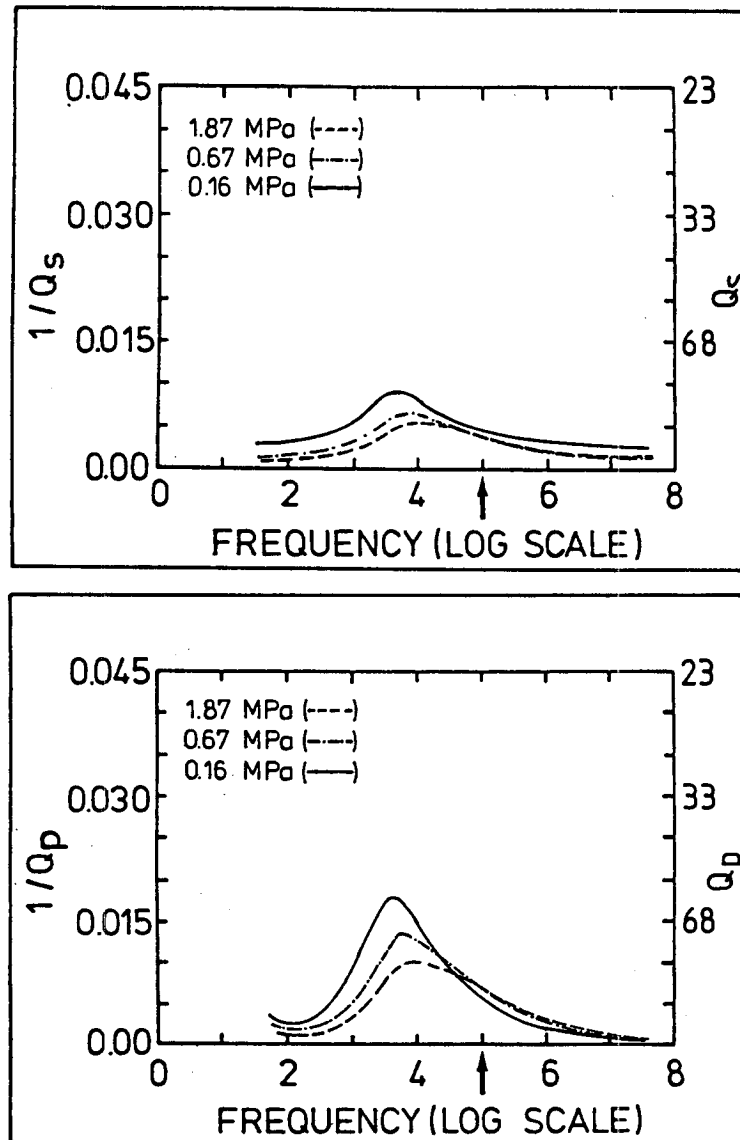 0.045
0.030
0.015
0.00
1/Qs
1.87 MPa (---)
0.67 MPa (-·-·-)
0.16 MPa (—)
23
33
68
Qs
0 2 4 6 8
FREQUENCY (LOG SCALE)
0.045
0.030
0.015
0.00
1/Qp
1.87 MPa (---)
0.67 MPa (-·-·-)
0.16 MPa (—)
23
33
68
Qp
0 2 4 6 8
FREQUENCY (LOG SCALE)